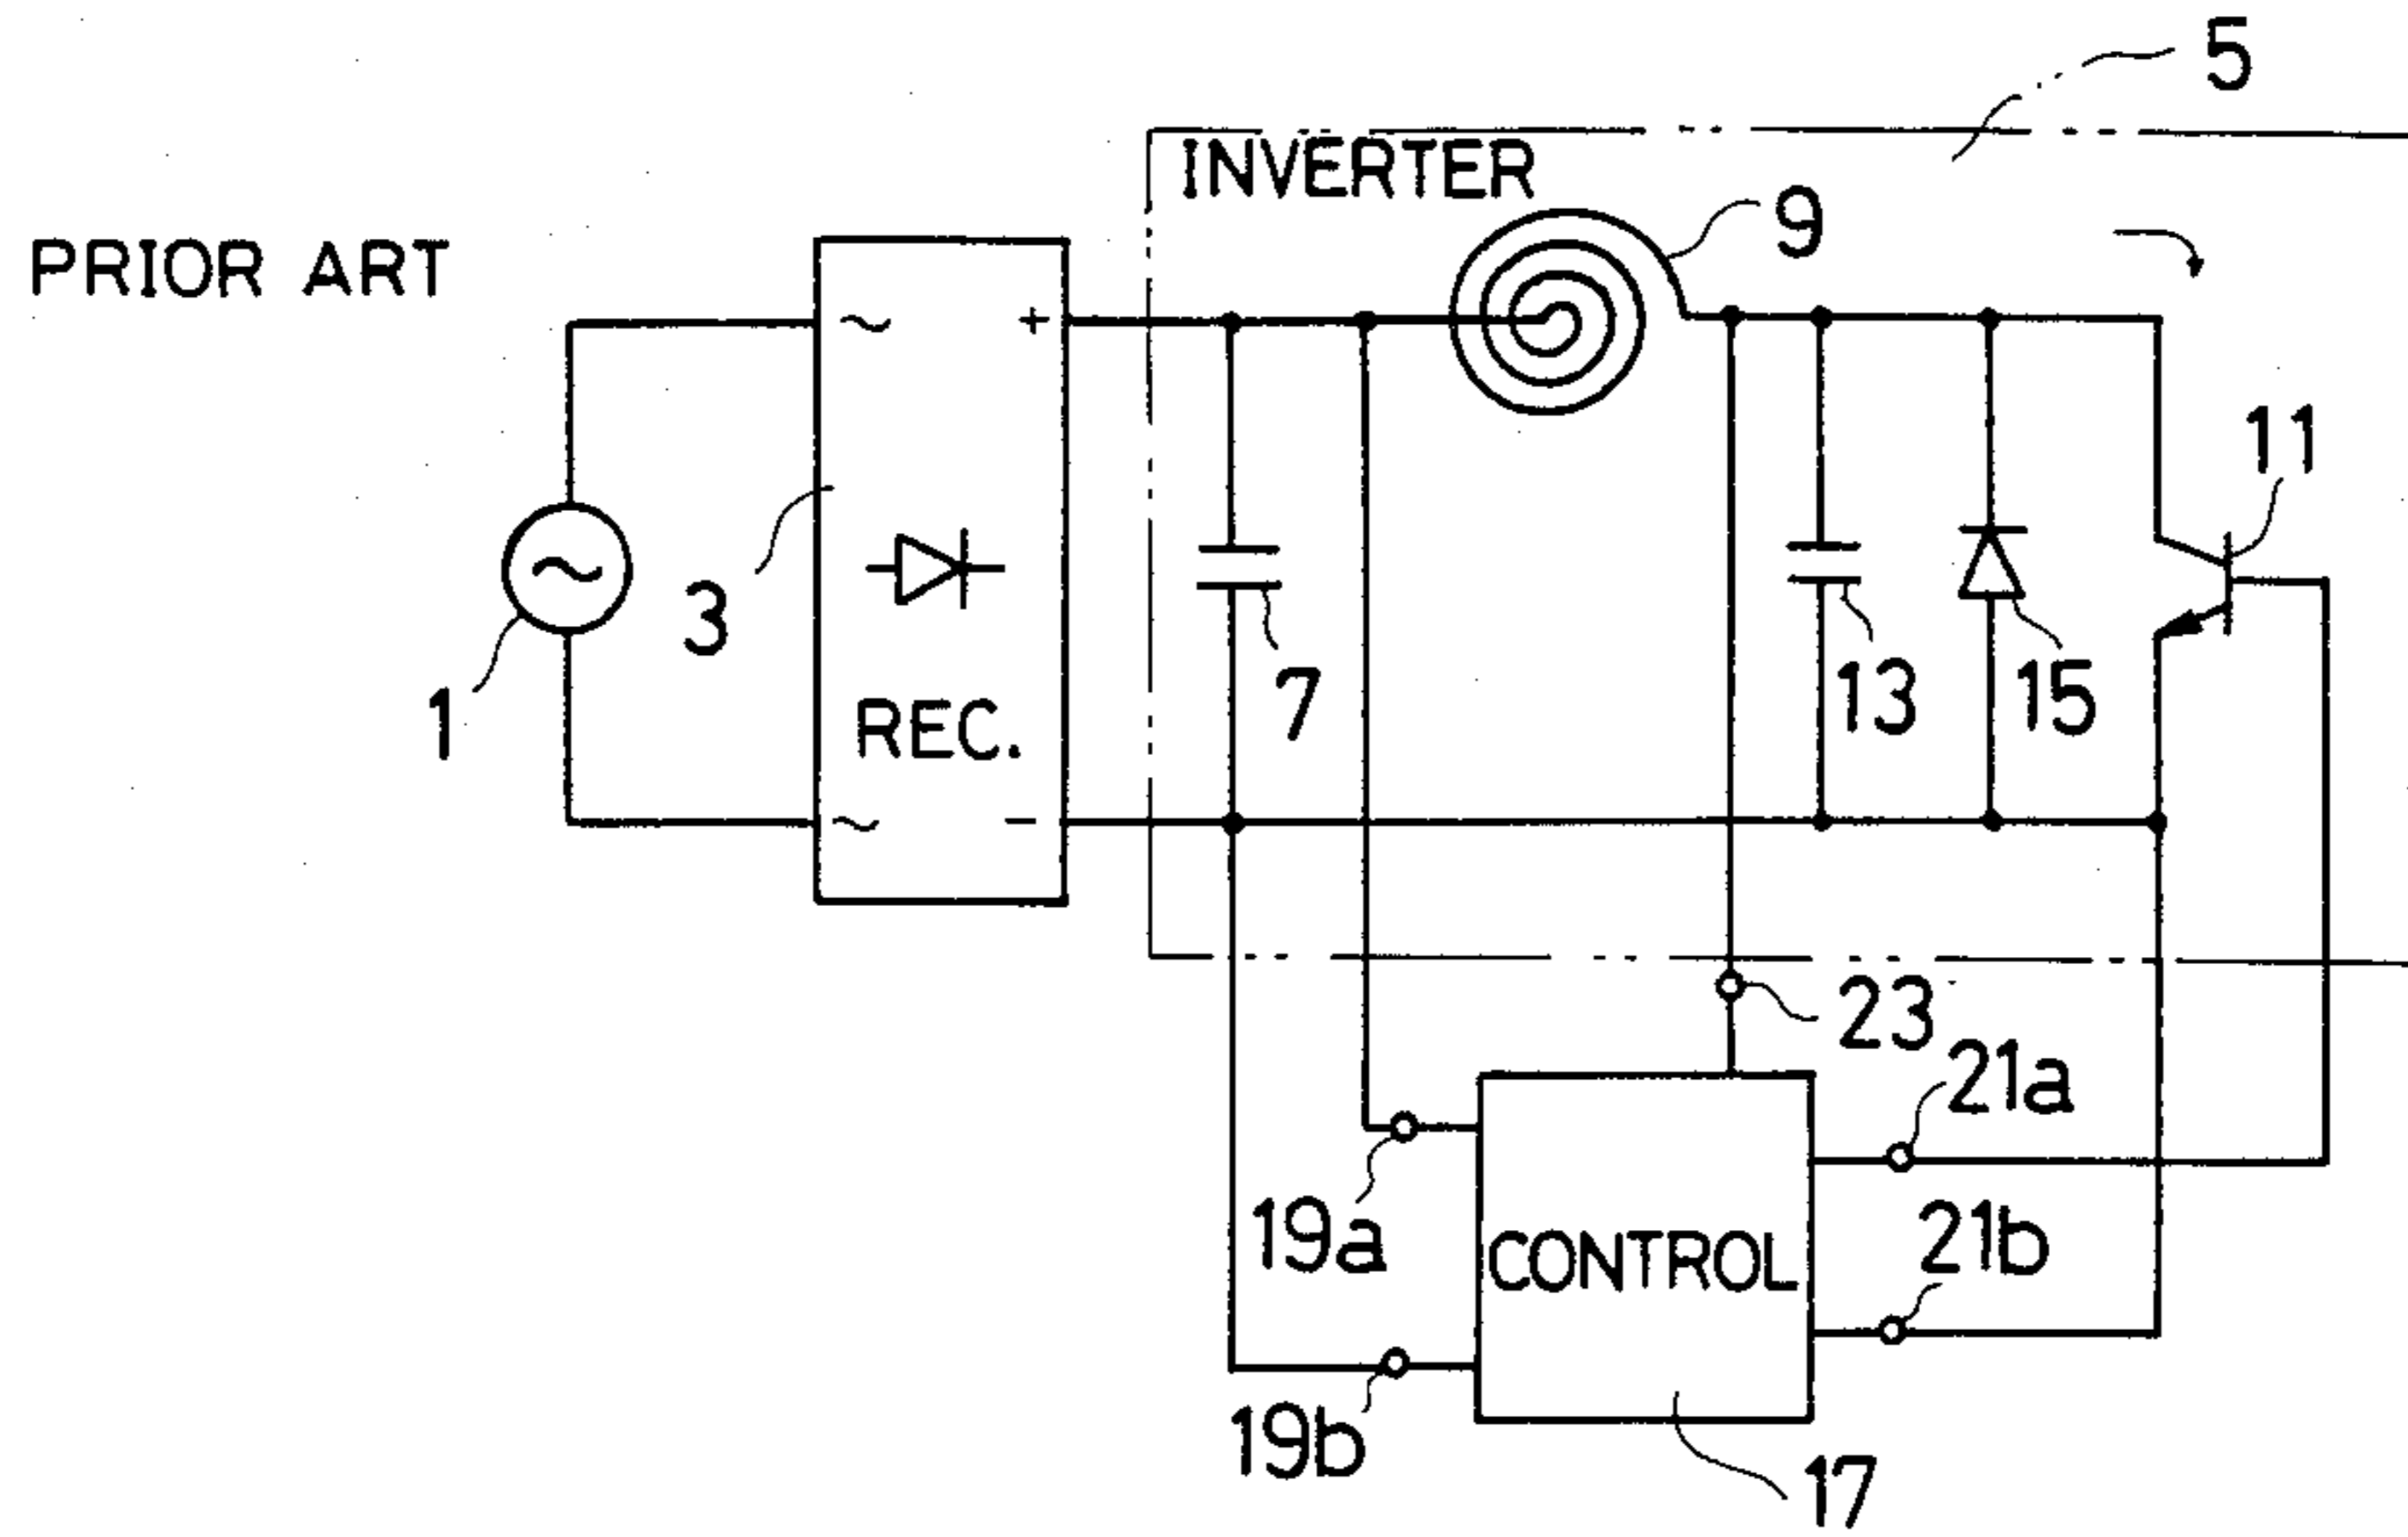 5
INVERTER
9
PRIOR ART
~ +
11
3
1
7
13
15
REC.
~ −
23
21a
19a
21b
CONTROL
19b
17